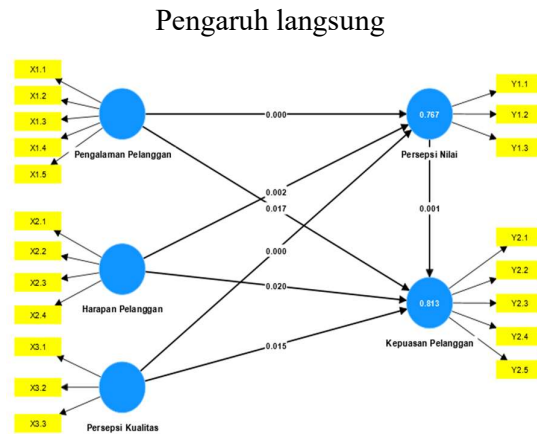 Pengaruh langsung
X1.1
X1.2
X1.3
X1.4
X1.5
Pengalaman Pelanggan
X2.1
X2.2
X2.3
X2.4
Harapan Pelanggan
X3.1
X3.2
X3.3
Persepsi Kualitas
0.000
0.002
0.017
0.000
0.020
0.015
0.001
0.767
Persepsi Nilai
Y1.1
Y1.2
Y1.3
0.813
Kepuasan Pelanggan
Y2.1
Y2.2
Y2.3
Y2.4
Y2.5